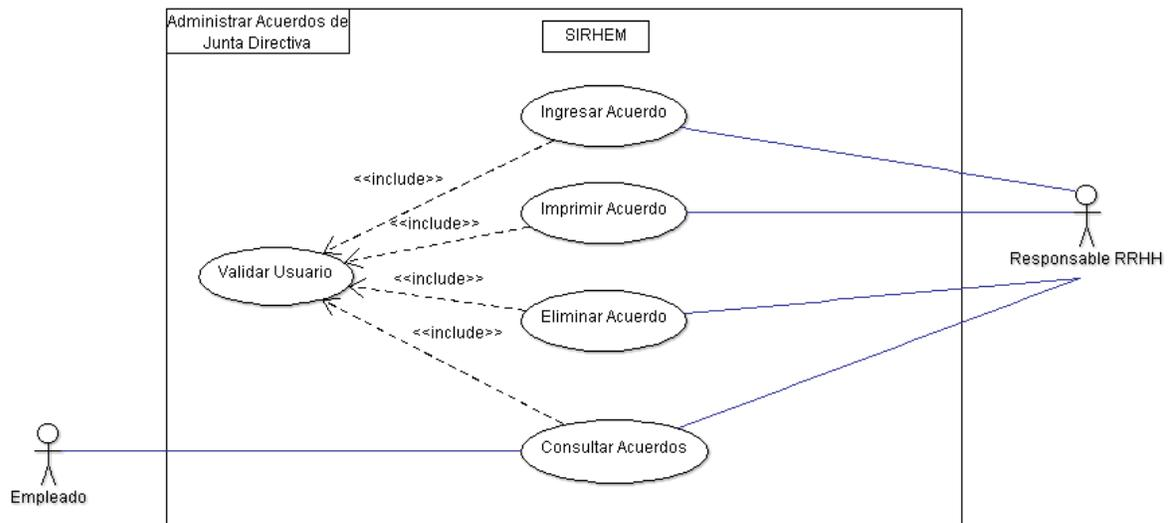 Administrar Acuerdos de
Junta Directiva
SIRHEM
Ingresar Acuerdo
<<include>>
Imprimir Acuerdo
<<include>>
Responsable RRHH
Validar Usuario
<<include>>
Eliminar Acuerdo
<<include>>
Consultar Acuerdos
Empleado